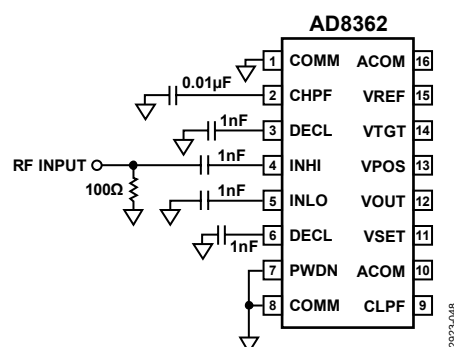 AD8362
1 COMM ACOM 16
0.01µF
2 CHPF VREF 15
1nF
3 DECL VTGT 14
1nF
RF INPUT 4 INHI VPOS 13
100Ω
1nF
5 INLO VOUT 12
6 DECL VSET 11
1nF
7 PWDN ACOM 10
8 COMM CLPF 9
02923-048